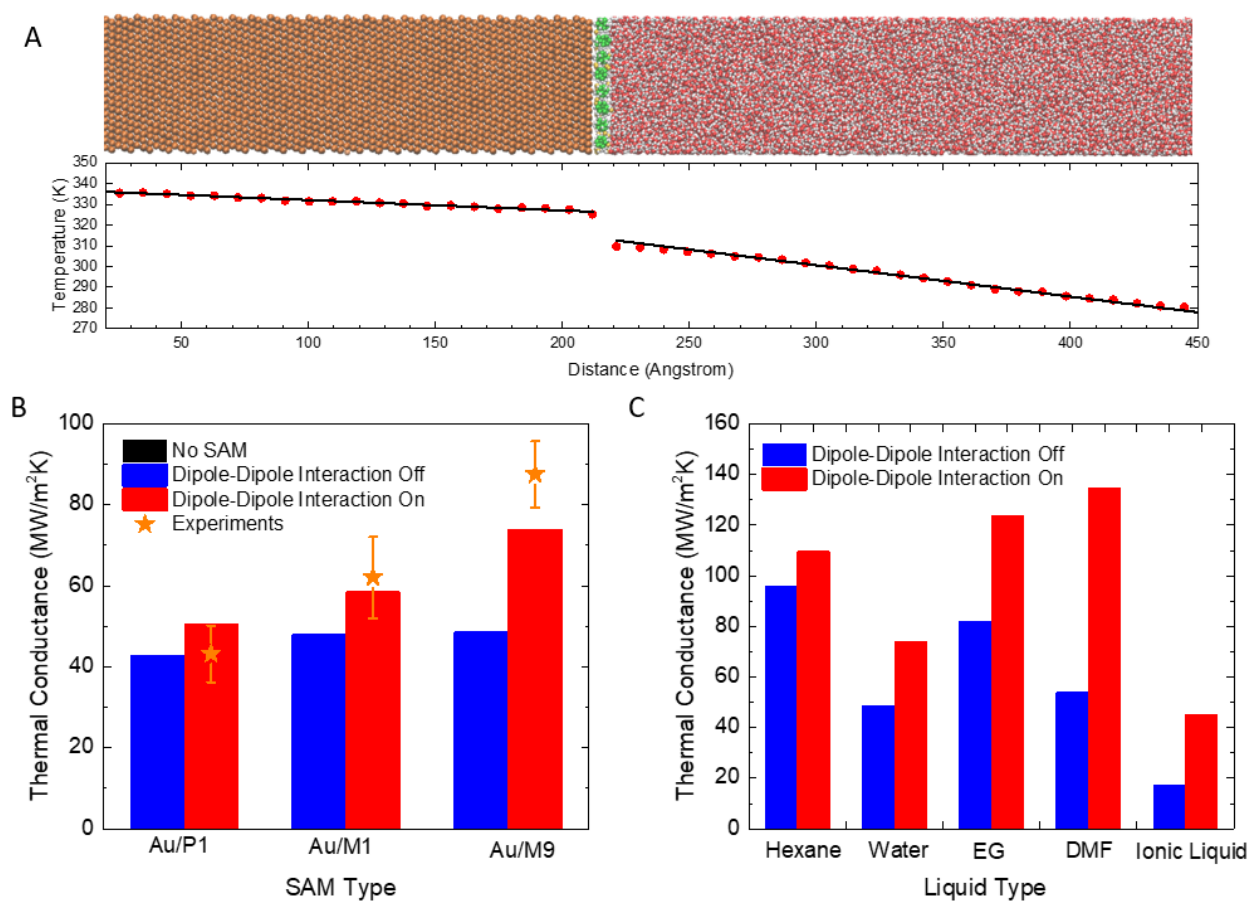 A
350
340
330
320
310
300
290
280
270
Temperature (K)
50 100 150 200 250 300 350 400 450
Distance (Angstrom)
B
100
80
60
40
20
0
Thermal Conductance (MW/m²K)
No SAM
Dipole-Dipole Interaction Off
Dipole-Dipole Interaction On
Experiments
Au/P1 Au/M1 Au/M9
SAM Type
C
160
140
120
100
80
60
40
20
0
Thermal Conductance (MW/m²K)
Dipole-Dipole Interaction Off
Dipole-Dipole Interaction On
Hexane Water EG DMF Ionic Liquid
Liquid Type